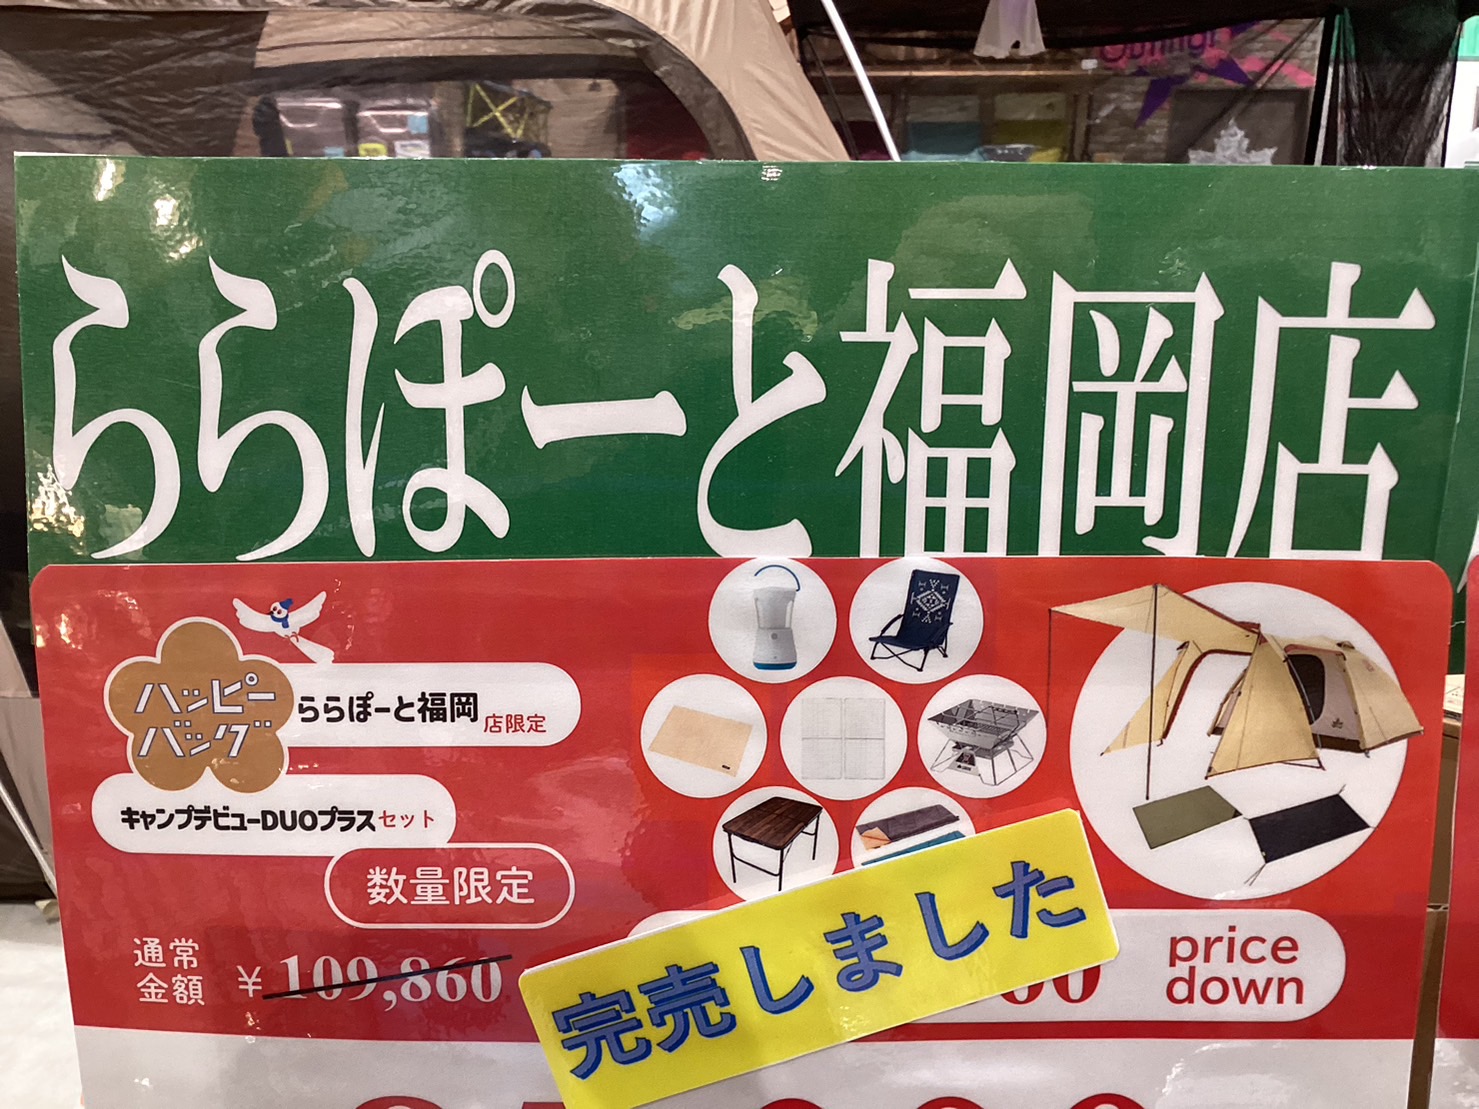 ららぽーと福岡店
ハッピー
バッグ
ららぽーと福岡 店限定
キャンプデビューDUOプラスセット
数量限定
通常
金額 ¥109,860
完売しました
price
down